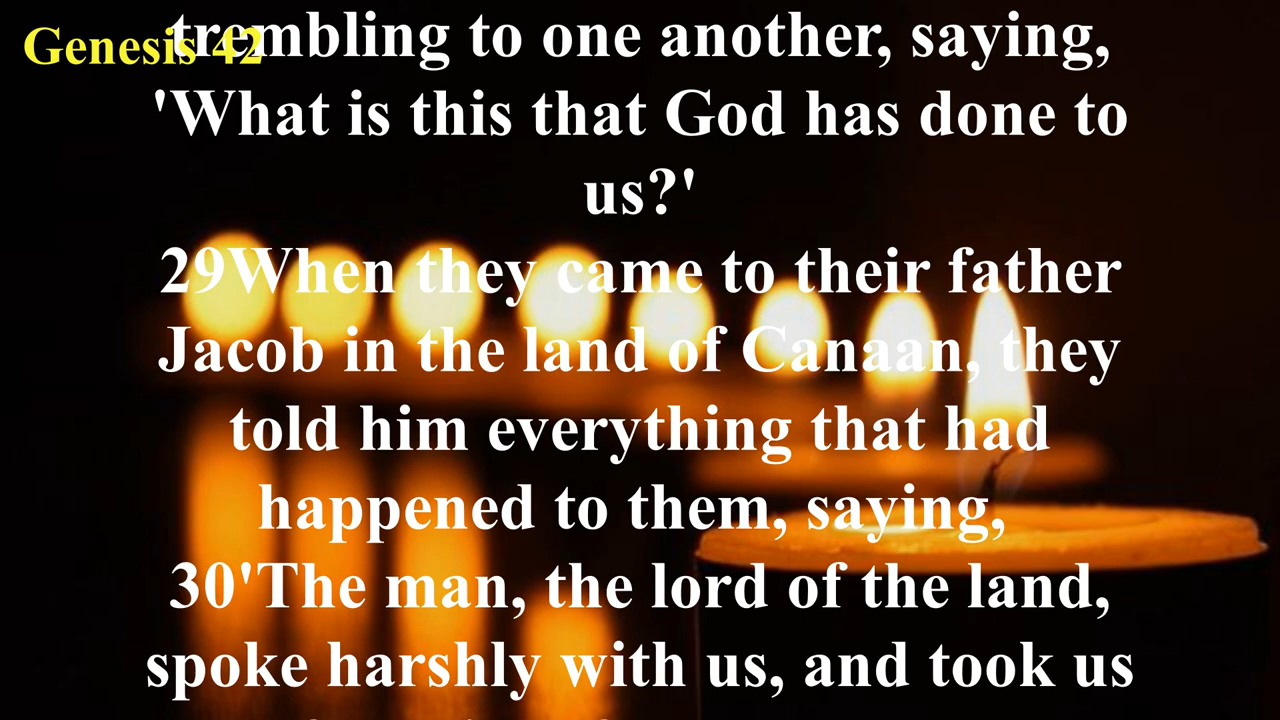 Genesis 42
trembling to one another, saying,
'What is this that God has done to
us?'
29When they came to their father
Jacob in the land of Canaan, they
told him everything that had
happened to them, saying,
30'The man, the lord of the land,
spoke harshly with us, and took us